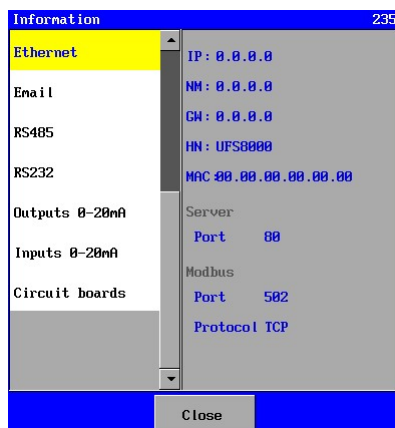 Information 235
Ethernet
Email
RS485
RS232
Outputs 0-20mA
Inputs 0-20mA
Circuit boards
IP: 0.0.0.0
NM: 0.0.0.0
GW: 0.0.0.0
HN: UFS8000
MAC:00.00.00.00.00.00
Server
Port 80
Modbus
Port 502
Protocol TCP
Close